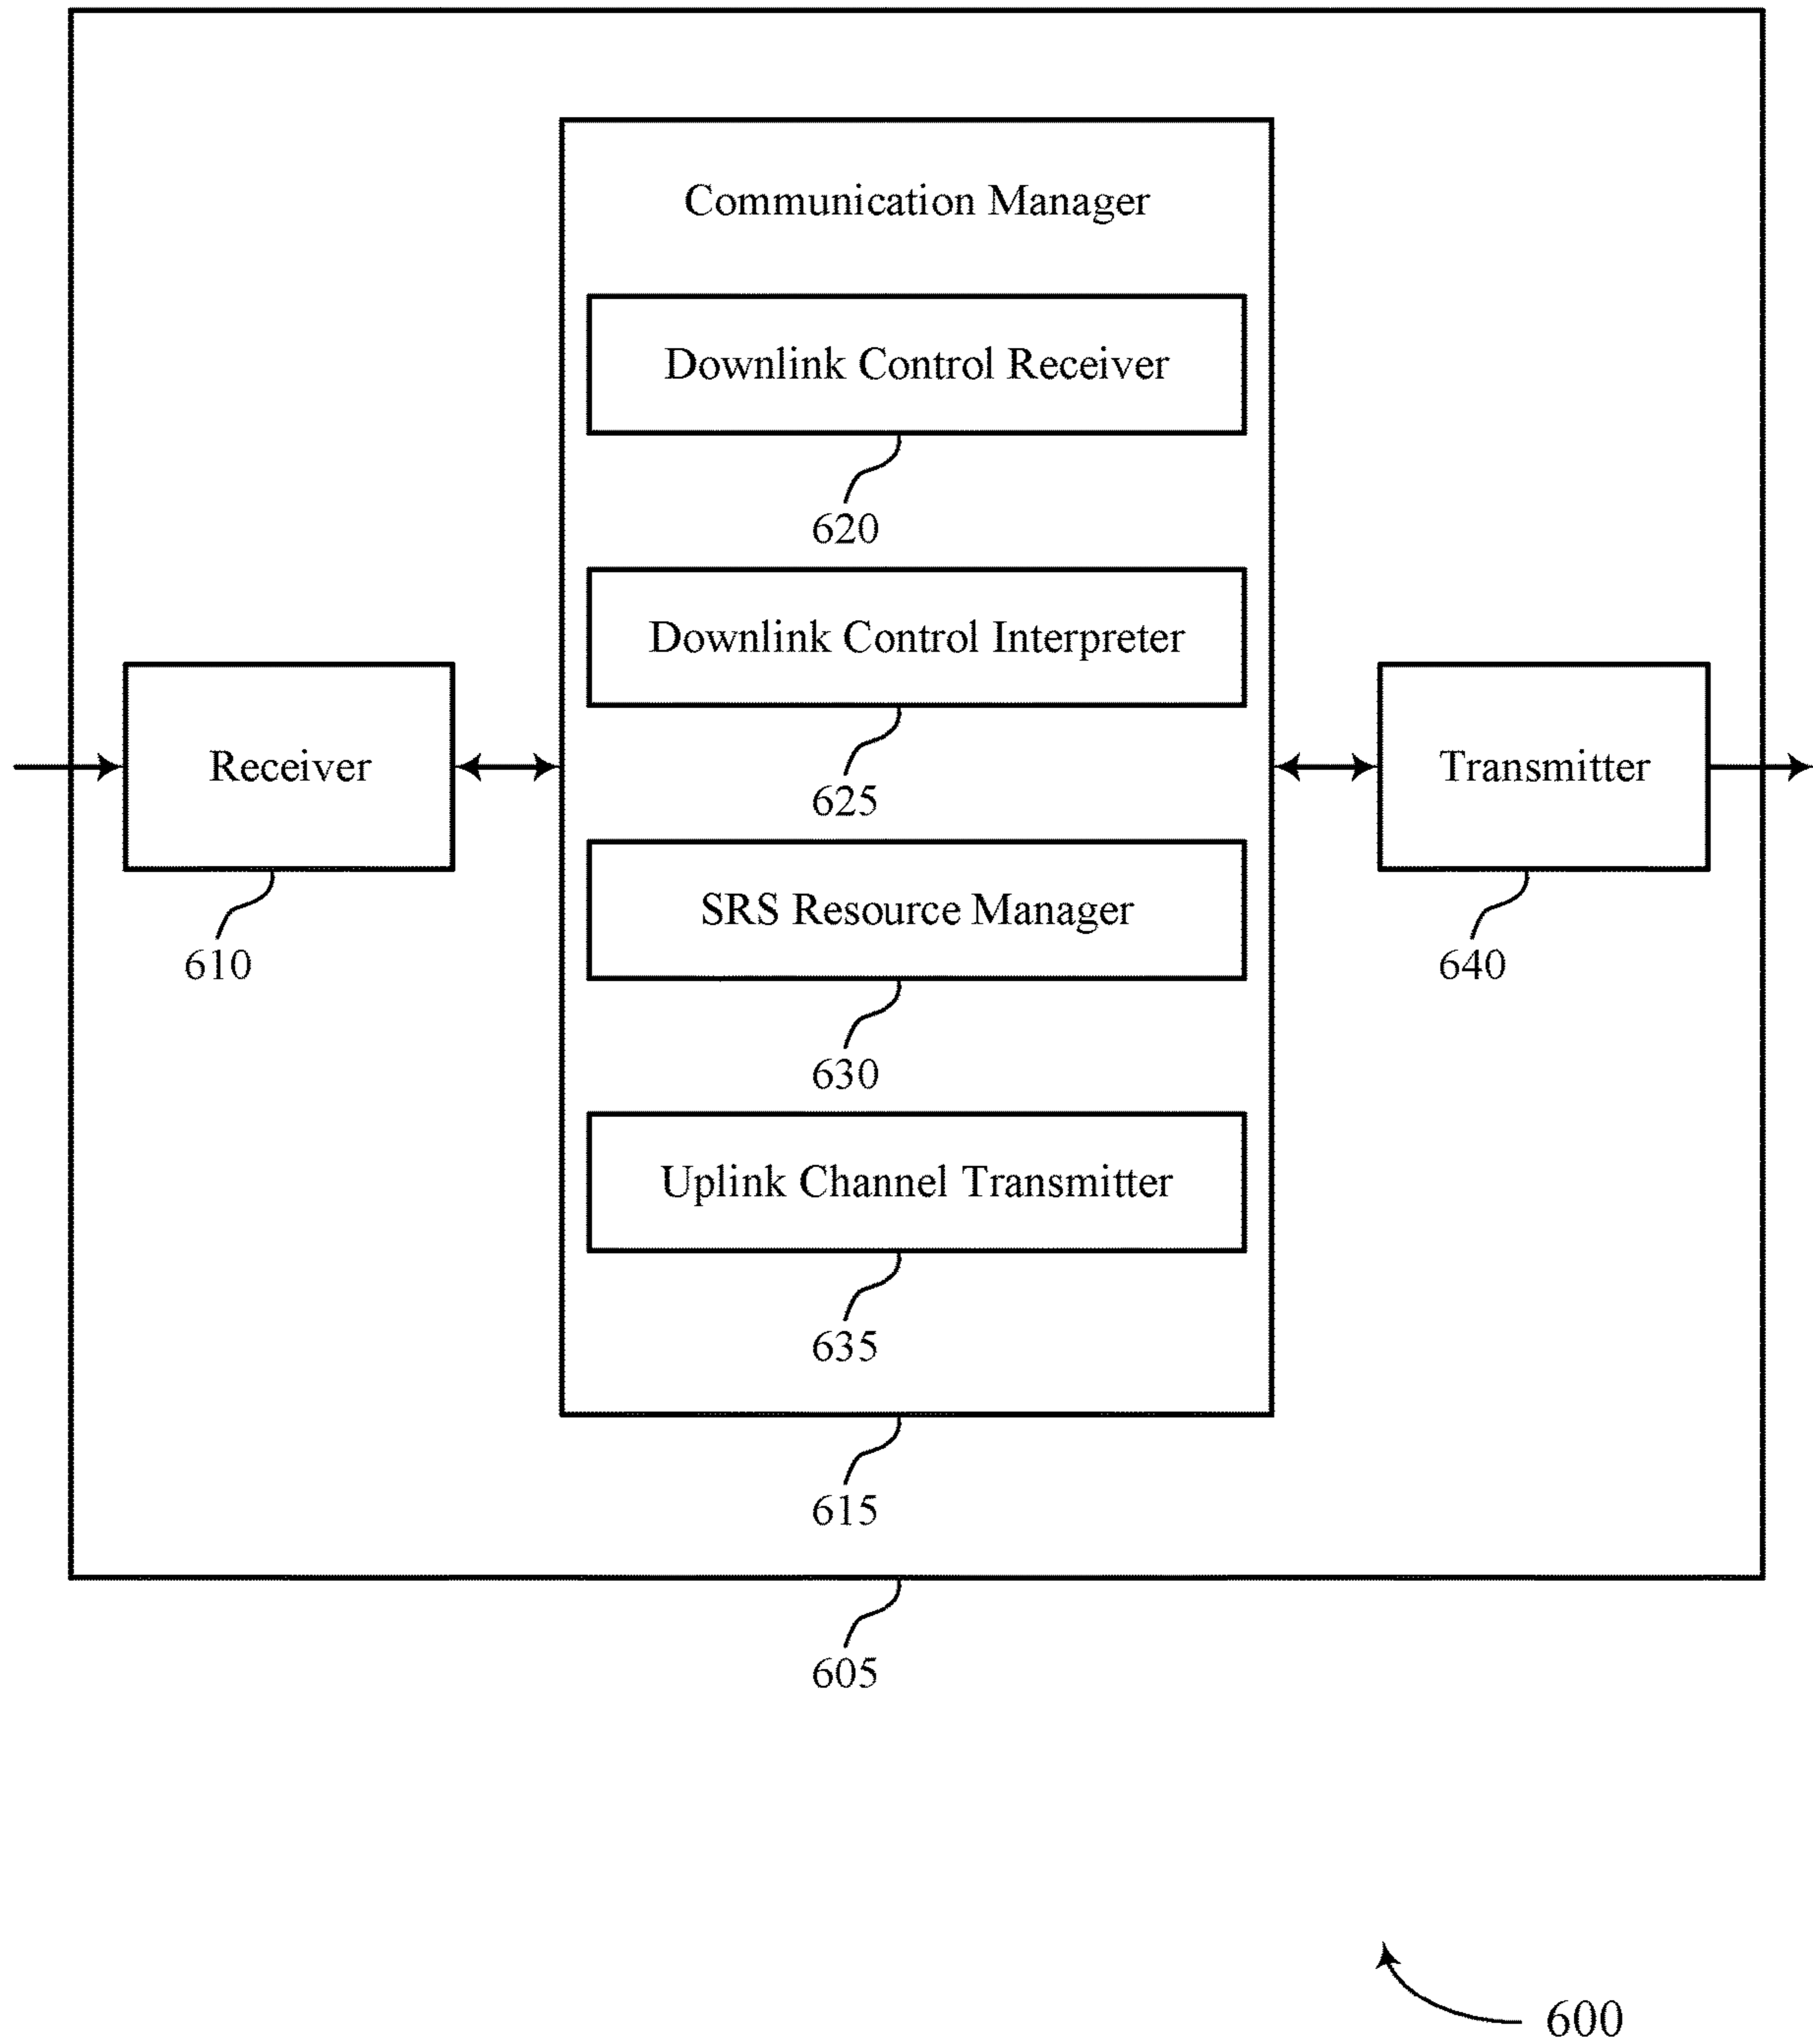 Communication Manager
Downlink Control Receiver
620
Downlink Control Interpreter
625
Receiver
610
Transmitter
640
SRS Resource Manager
630
Uplink Channel Transmitter
635
615
605
600